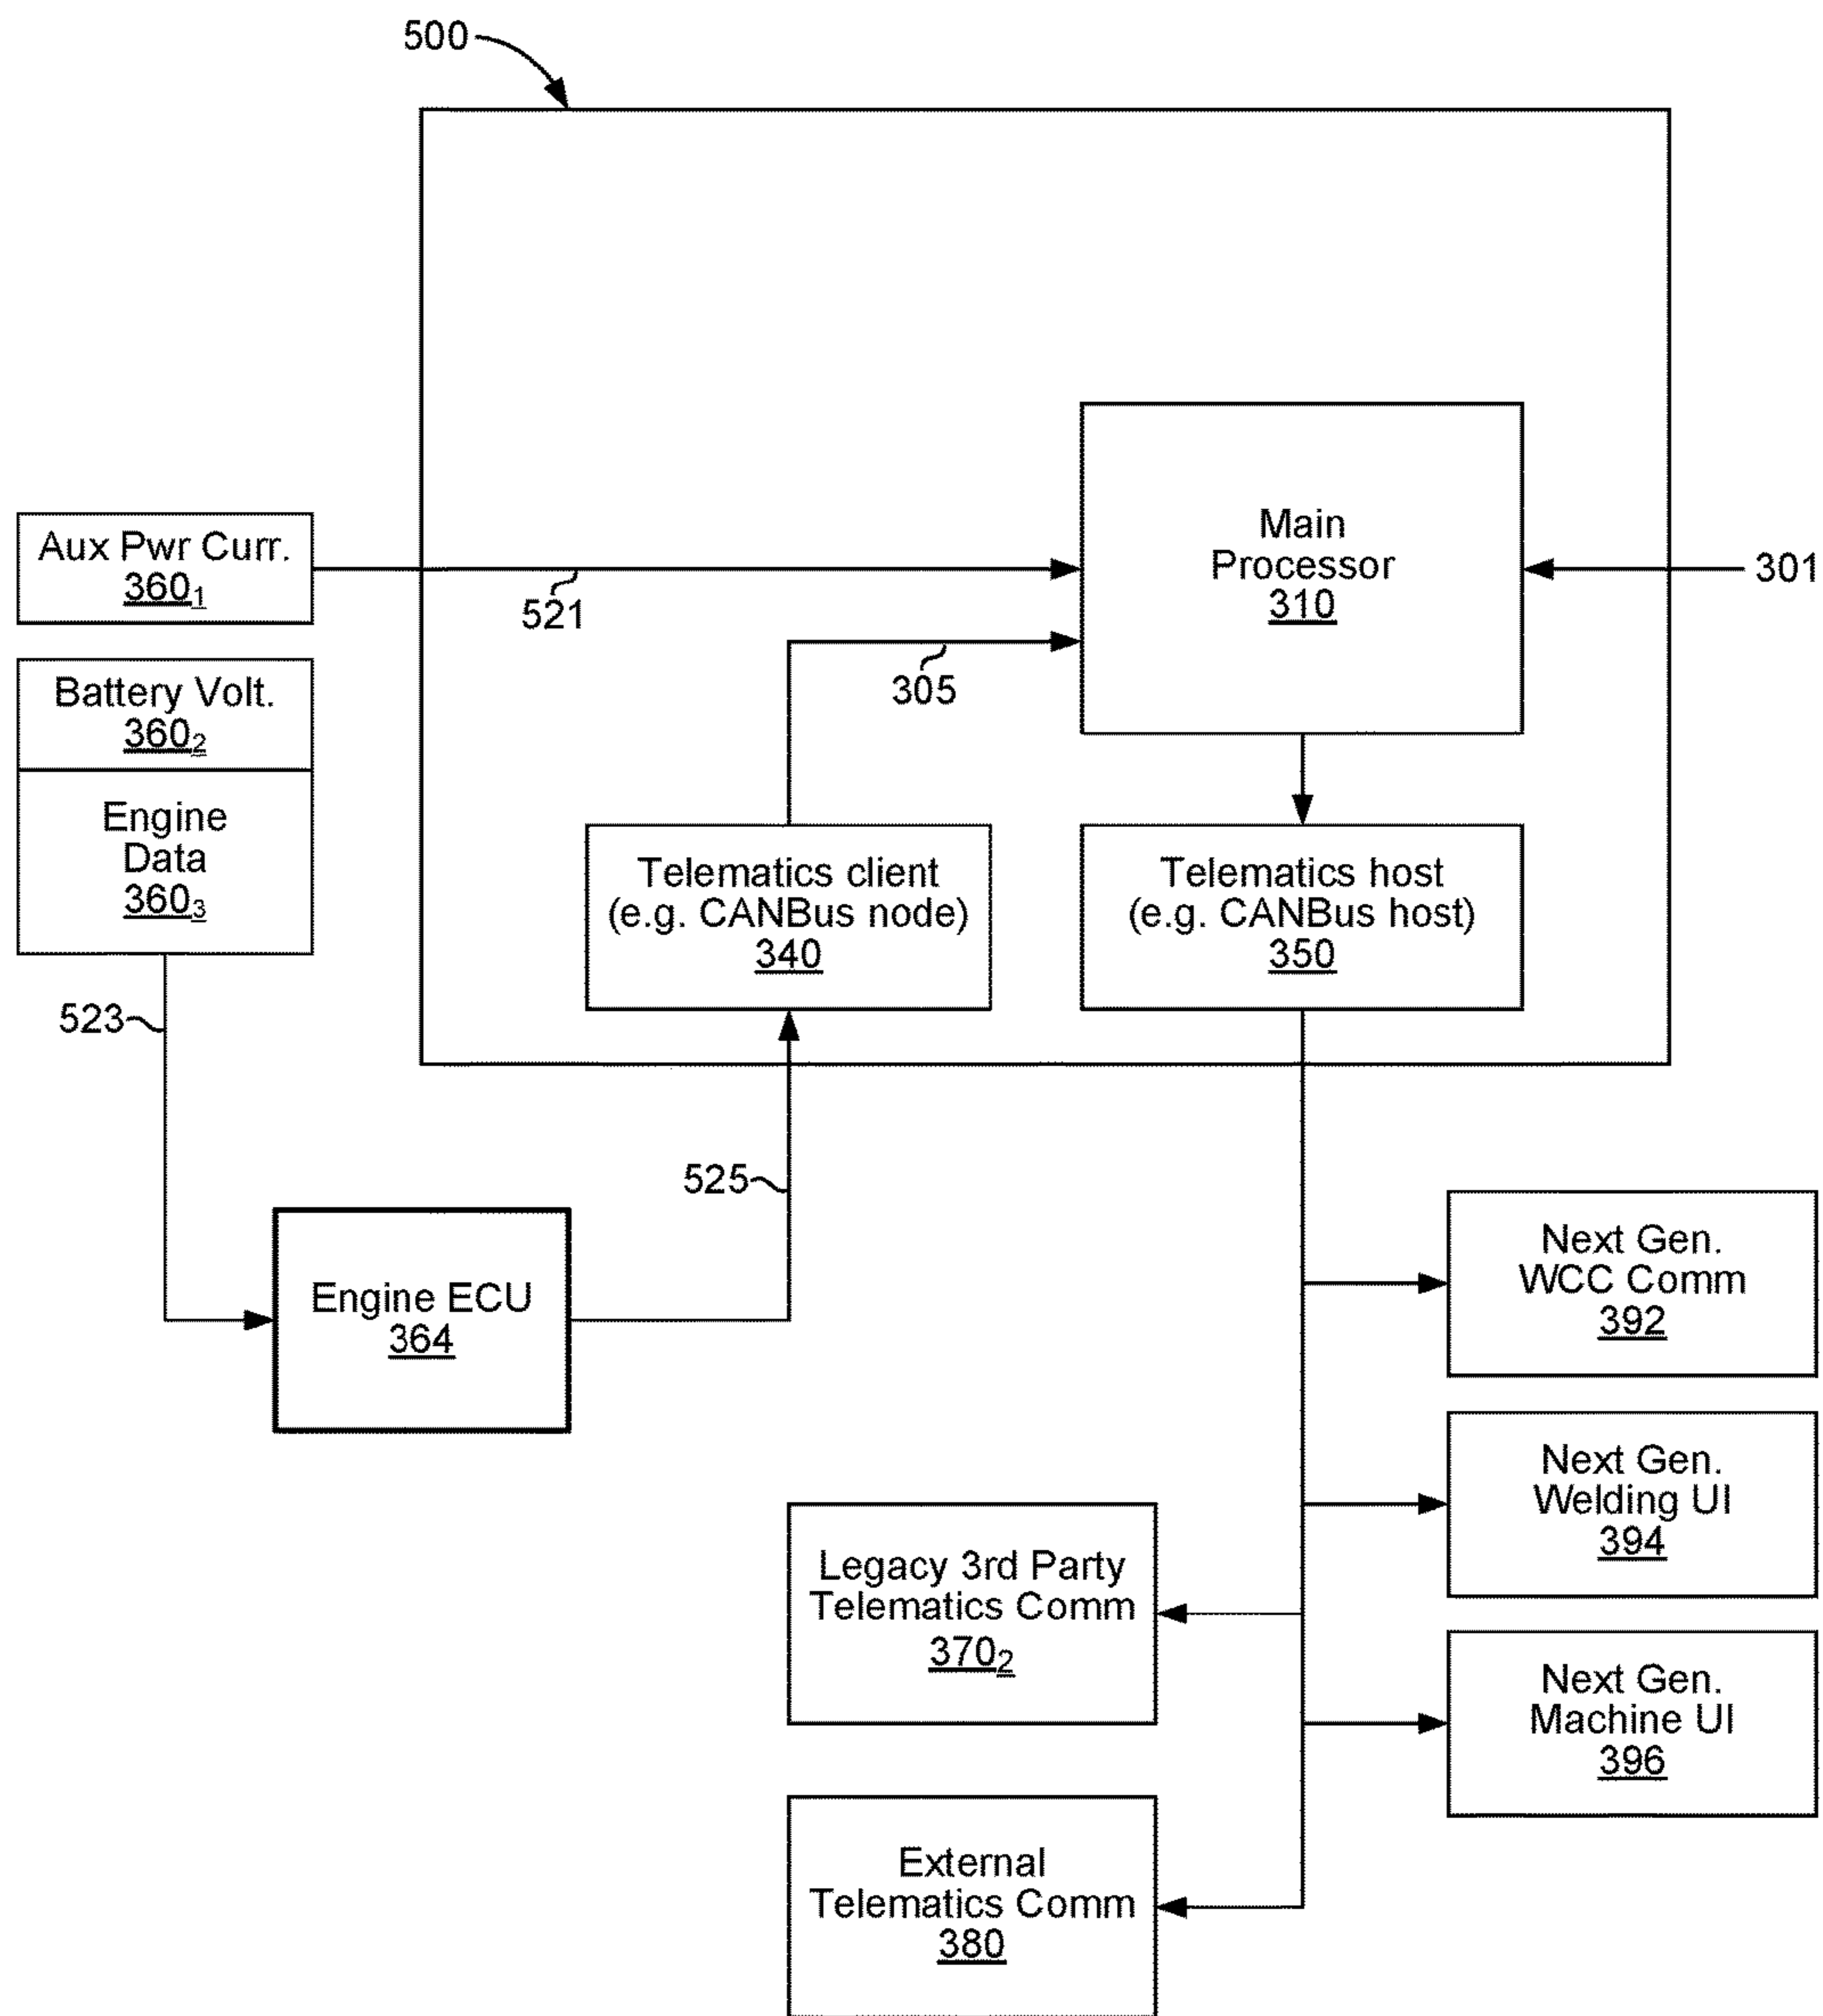 500
Main
Processor
310
301
Aux Pwr Curr.
360₁
521
305
Battery Volt.
360₂
Engine
Data
360₃
Telematics client
(e.g. CANBus node)
340
Telematics host
(e.g. CANBus host)
350
523
525
Engine ECU
364
Next Gen.
WCC Comm
392
Next Gen.
Welding UI
394
Legacy 3rd Party
Telematics Comm
370₂
Next Gen.
Machine UI
396
External
Telematics Comm
380